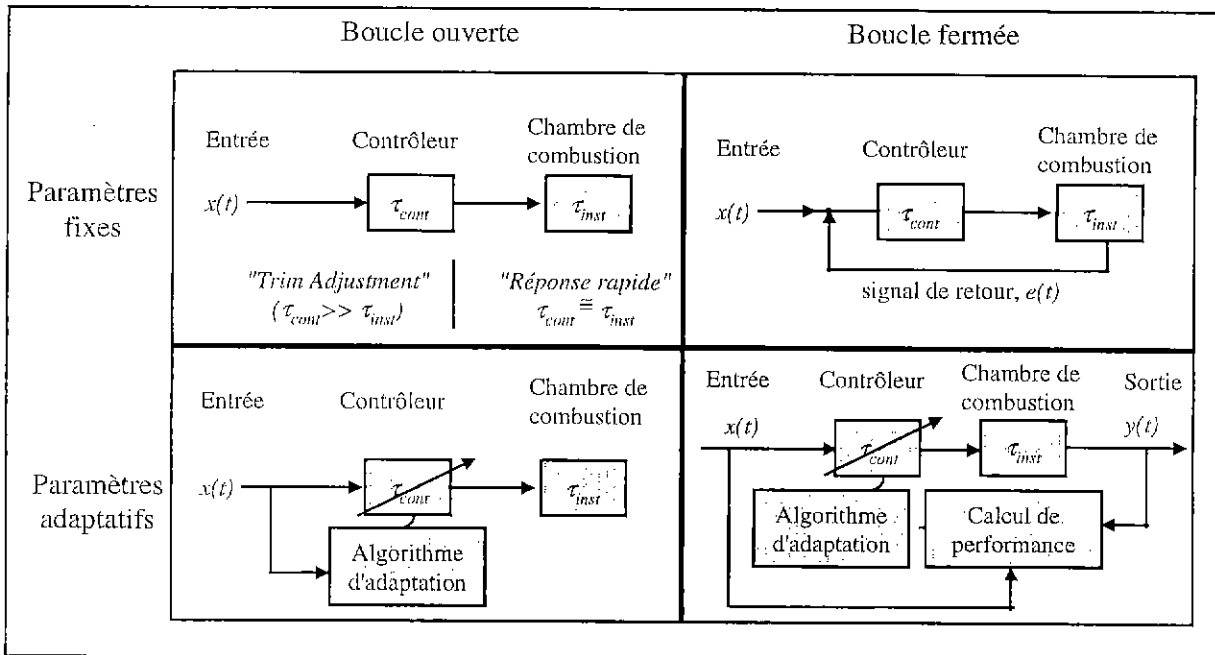 Boucle ouverte
Boucle fermée
Paramètres
fixes
Entrée
Contrôleur
Chambre de
combustion
x(t)
τcont
τinst
"Trim Adjustment"
(τcont>> τinst)
"Réponse rapide"
τcont ≅ τinst
Entrée
Contrôleur
Chambre de
combustion
x(t)
τcont
τinst
signal de retour, e(t)
Paramètres
adaptatifs
Entrée
Contrôleur
Chambre de
combustion
x(t)
τcont
τinst
Algorithme
d'adaptation
Entrée
Contrôleur
Chambre de
combustion
Sortie
x(t)
τcont
τinst
y(t)
Algorithme
d'adaptation
Calcul de
performance